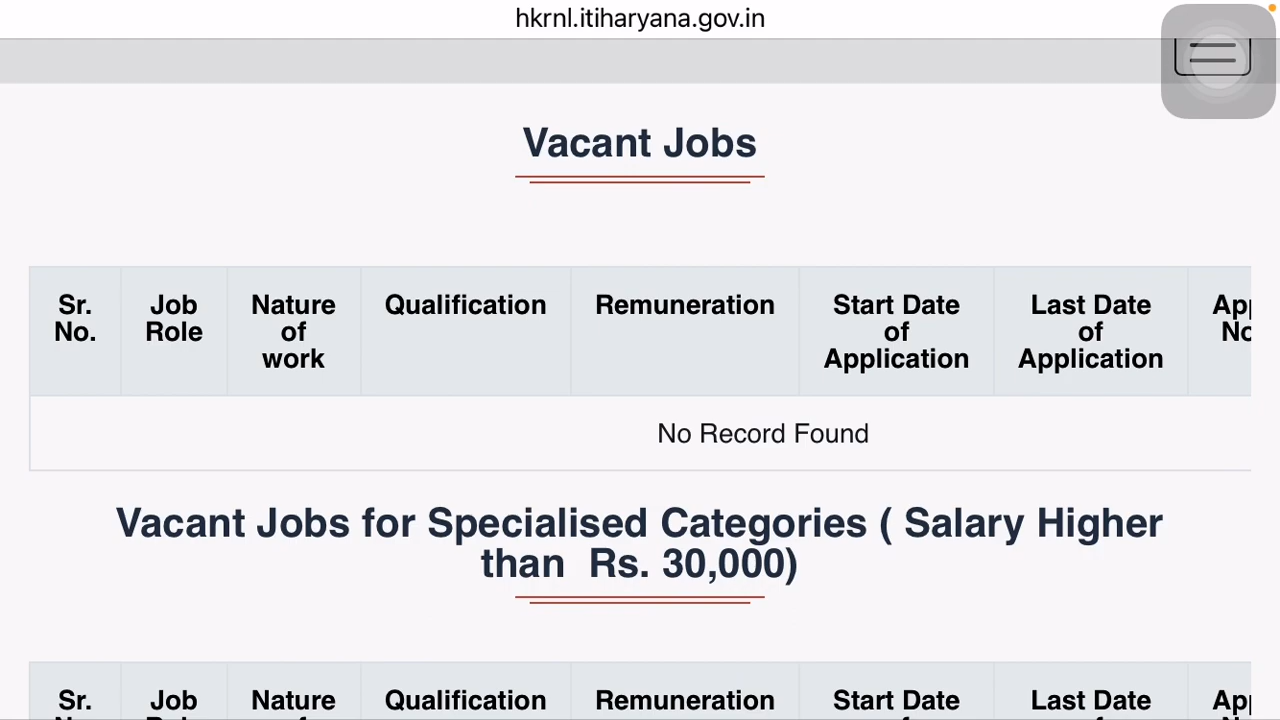 hkrnl.itiharyana.gov.in
Vacant Jobs
Sr. No. Job Role Nature of work Qualification Remuneration Start Date of Application Last Date of Application
No Record Found
Vacant Jobs for Specialised Categories ( Salary Higher
than Rs. 30,000)
Sr. Job Nature Qualification Remuneration Start Date Last Date